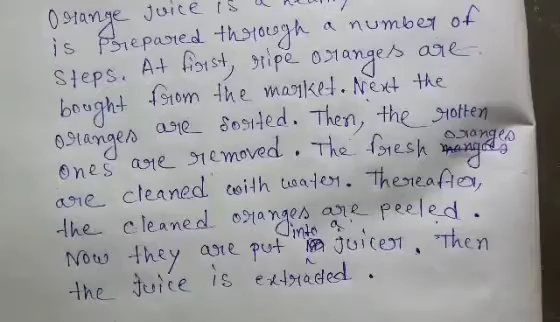 Orange juice is a
is prepared through a number of
steps. At first, ripe oranges are
bought from the market. Next the
oranges are sorted. Then, the rotten
ones are removed. The fresh oranges
are cleaned with water. Thereafter,
the cleaned oranges are peeled.
Now they are put into a juicer. Then
the juice is extracted.